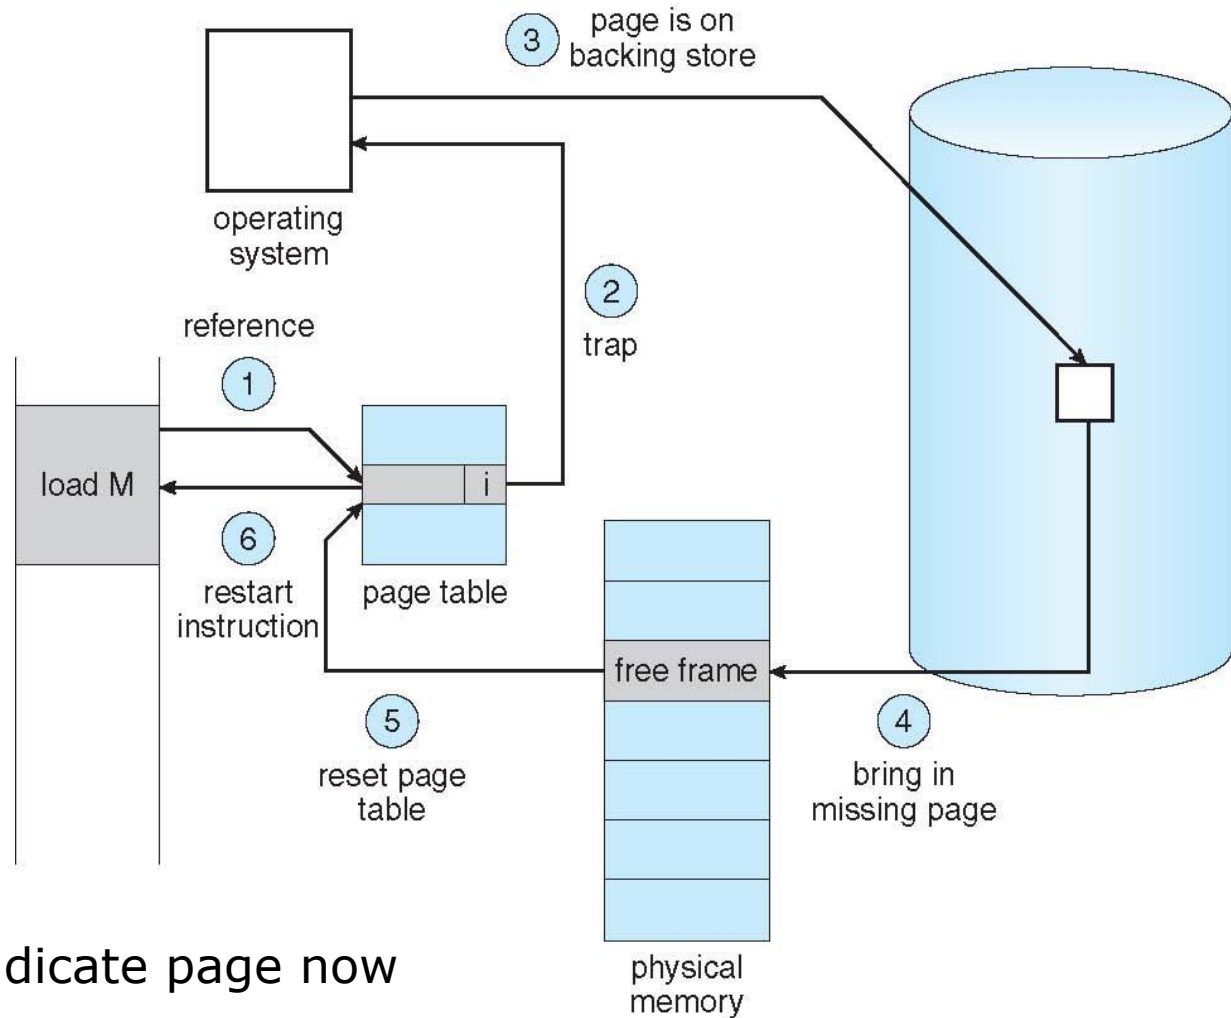 3
page is on
backing store
operating
system
2
trap
reference
1
load M
i
6
restart
instruction
page table
free frame
5
reset page
table
4
bring in
missing page
physical
memory
dicate page now